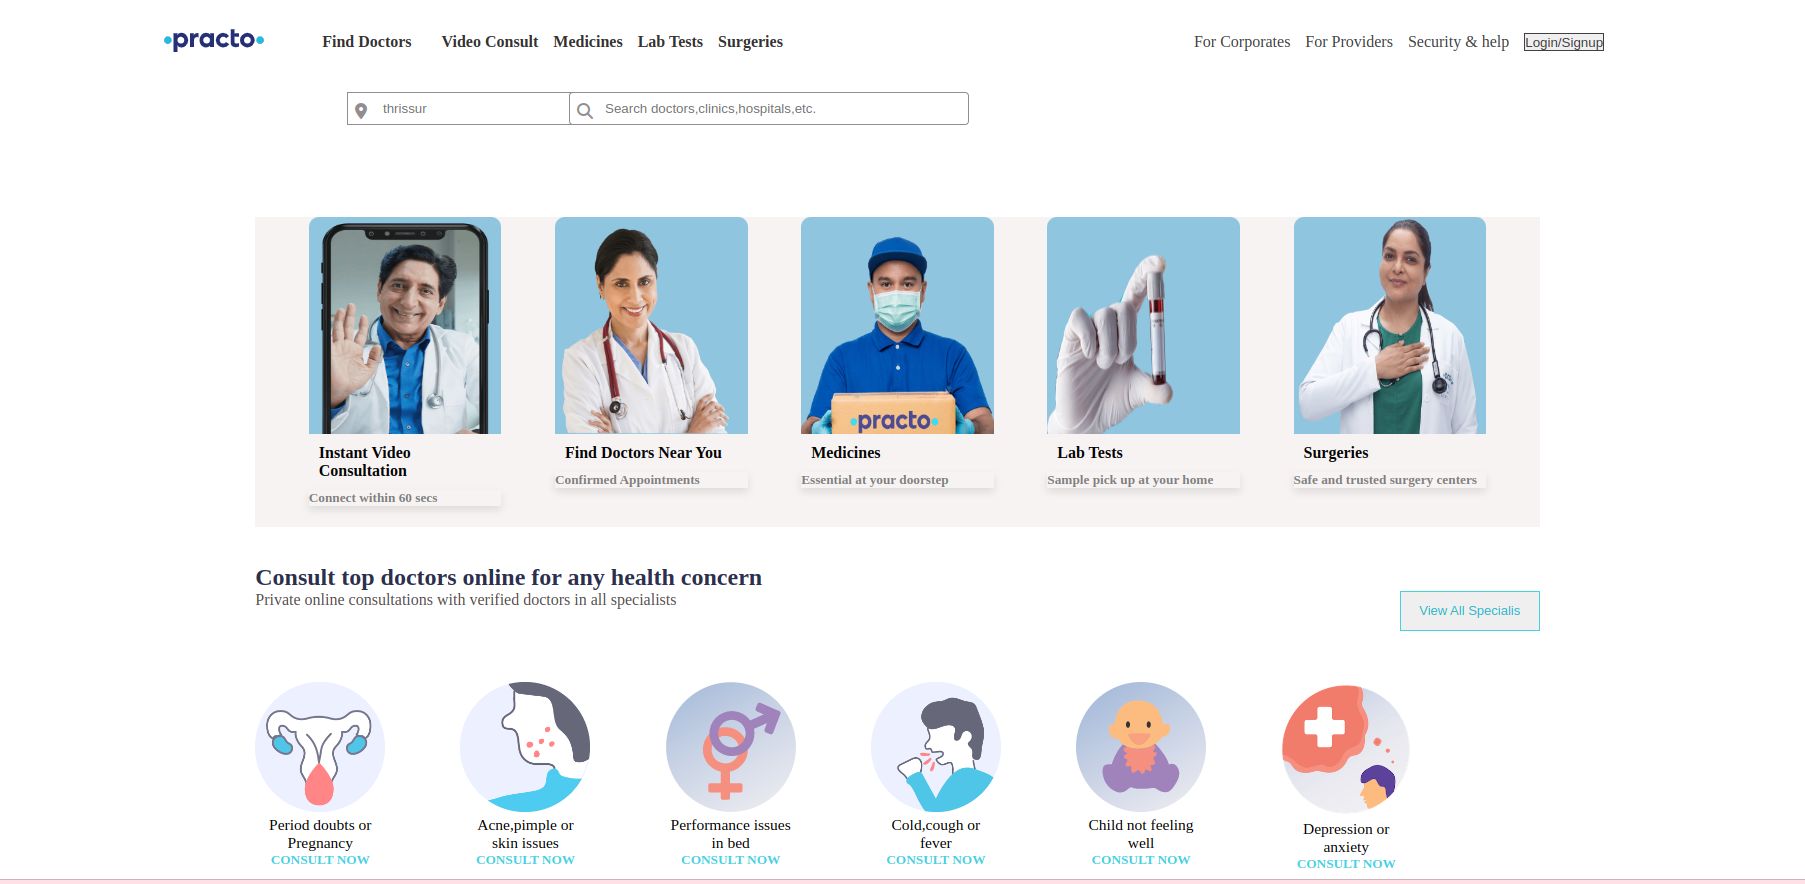 practo
Find Doctors Video Consult Medicines Lab Tests Surgeries
For Corporates For Providers Security & help Login/Signup
thrissur
Search doctors,clinics,hospitals,etc.
practo
Instant Video
Consultation
Connect within 60 secs
Find Doctors Near You
Confirmed Appointments
Medicines
Essential at your doorstep
Lab Tests
Sample pick up at your home
Surgeries
Safe and trusted surgery centers
Consult top doctors online for any health concern
Private online consultations with verified doctors in all specialists
View All Specialis
Period doubts or
Pregnancy
CONSULT NOW
Acne,pimple or
skin issues
CONSULT NOW
Performance issues
in bed
CONSULT NOW
Cold,cough or
fever
CONSULT NOW
Child not feeling
well
CONSULT NOW
Depression or
anxiety
CONSULT NOW